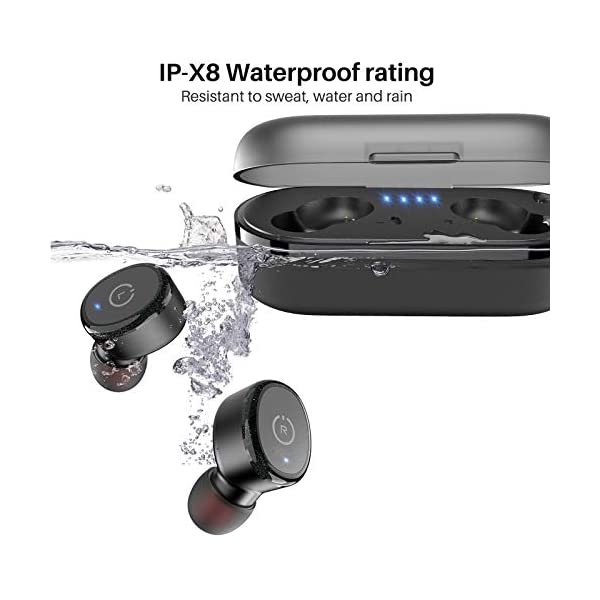 IP-X8 Waterproof rating
Resistant to sweat, water and rain
L
R